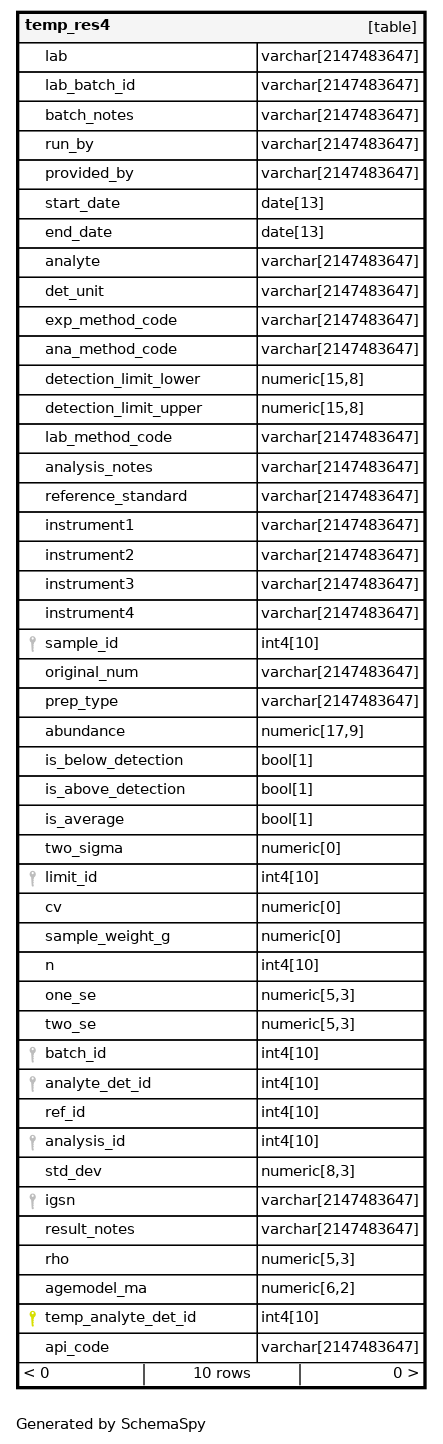 temp_res4 [table]
lab varchar[2147483647]
lab_batch_id varchar[2147483647]
batch_notes varchar[2147483647]
run_by varchar[2147483647]
provided_by varchar[2147483647]
start_date date[13]
end_date date[13]
analyte varchar[2147483647]
det_unit varchar[2147483647]
exp_method_code varchar[2147483647]
ana_method_code varchar[2147483647]
detection_limit_lower numeric[15,8]
detection_limit_upper numeric[15,8]
lab_method_code varchar[2147483647]
analysis_notes varchar[2147483647]
reference_standard varchar[2147483647]
instrument1 varchar[2147483647]
instrument2 varchar[2147483647]
instrument3 varchar[2147483647]
instrument4 varchar[2147483647]
sample_id int4[10]
original_num varchar[2147483647]
prep_type varchar[2147483647]
abundance numeric[17,9]
is_below_detection bool[1]
is_above_detection bool[1]
is_average bool[1]
two_sigma numeric[0]
limit_id int4[10]
cv numeric[0]
sample_weight_g numeric[0]
n int4[10]
one_se numeric[5,3]
two_se numeric[5,3]
batch_id int4[10]
analyte_det_id int4[10]
ref_id int4[10]
analysis_id int4[10]
std_dev numeric[8,3]
igsn varchar[2147483647]
result_notes varchar[2147483647]
rho numeric[5,3]
agemodel_ma numeric[6,2]
temp_analyte_det_id int4[10]
api_code varchar[2147483647]
< 0 10 rows 0 >
Generated by SchemaSpy